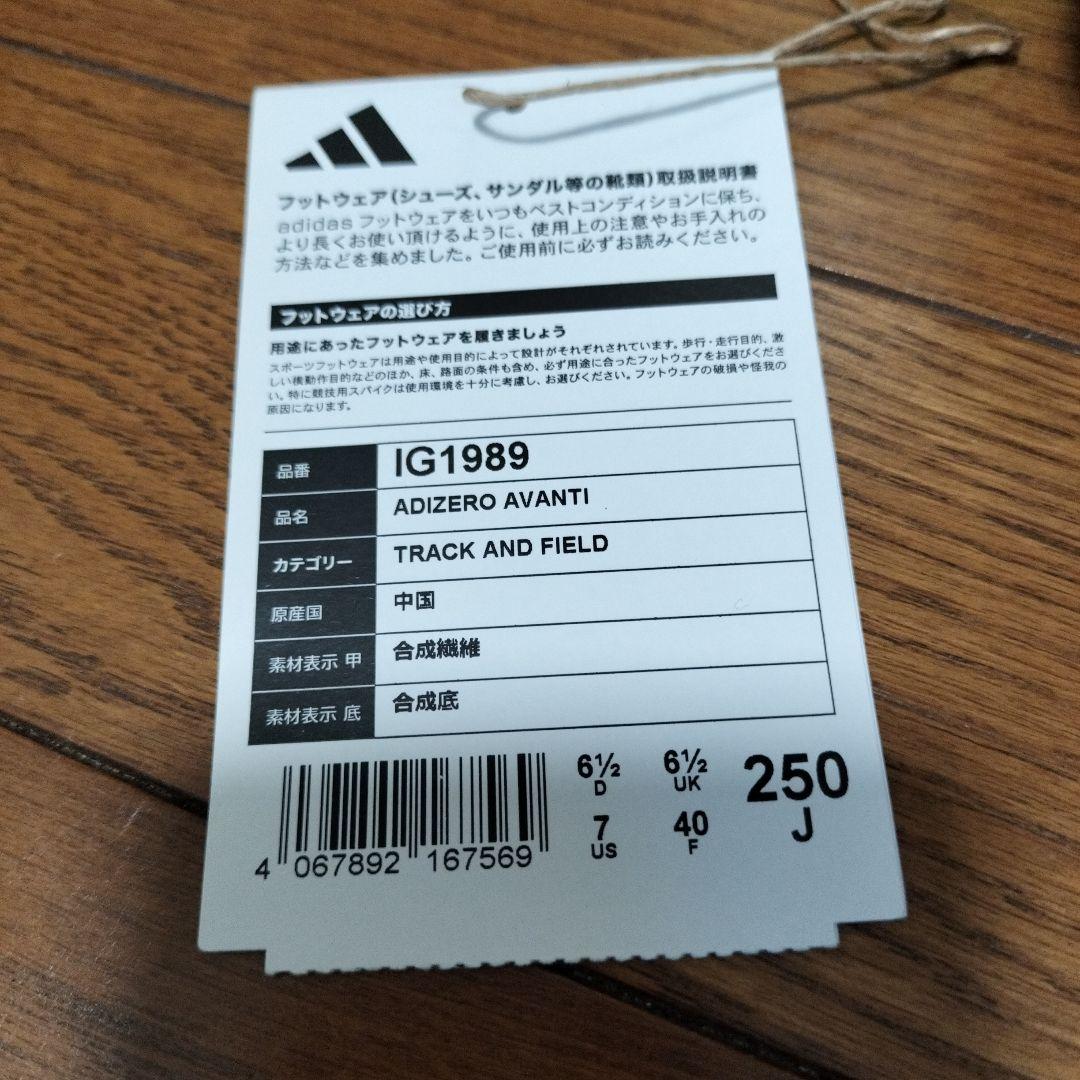 フットウェア(シューズ、サンダル等の靴類)取扱説明書
adidas フットウェアをいつもベストコンディションに保ち、
より長くお使い頂けるように、使用上の注意やお手入れの
方法などを集めました。ご使用前に必ずお読みください。
フットウェアの選び方
用途にあったフットウェアを履きましょう
スポーツフットウェアは用途や使用目的によって設計がそれぞれされています。歩行・走行目的、激
しい横動作目的などのほか、床、路面の条件も含め、必ず用途に合ったフットウェアをお選びくださ
い。特に競技用スパイクは使用環境を十分に考慮し、お選びください。フットウェアの破損や怪我の
原因になります。
品番 IG1989
品名 ADIZERO AVANTI
カテゴリー TRACK AND FIELD
原産国 中国
素材表示 甲 合成繊維
素材表示 底 合成底
6½ 6½ 250
D UK J
7 40
US F
4 067892 167569